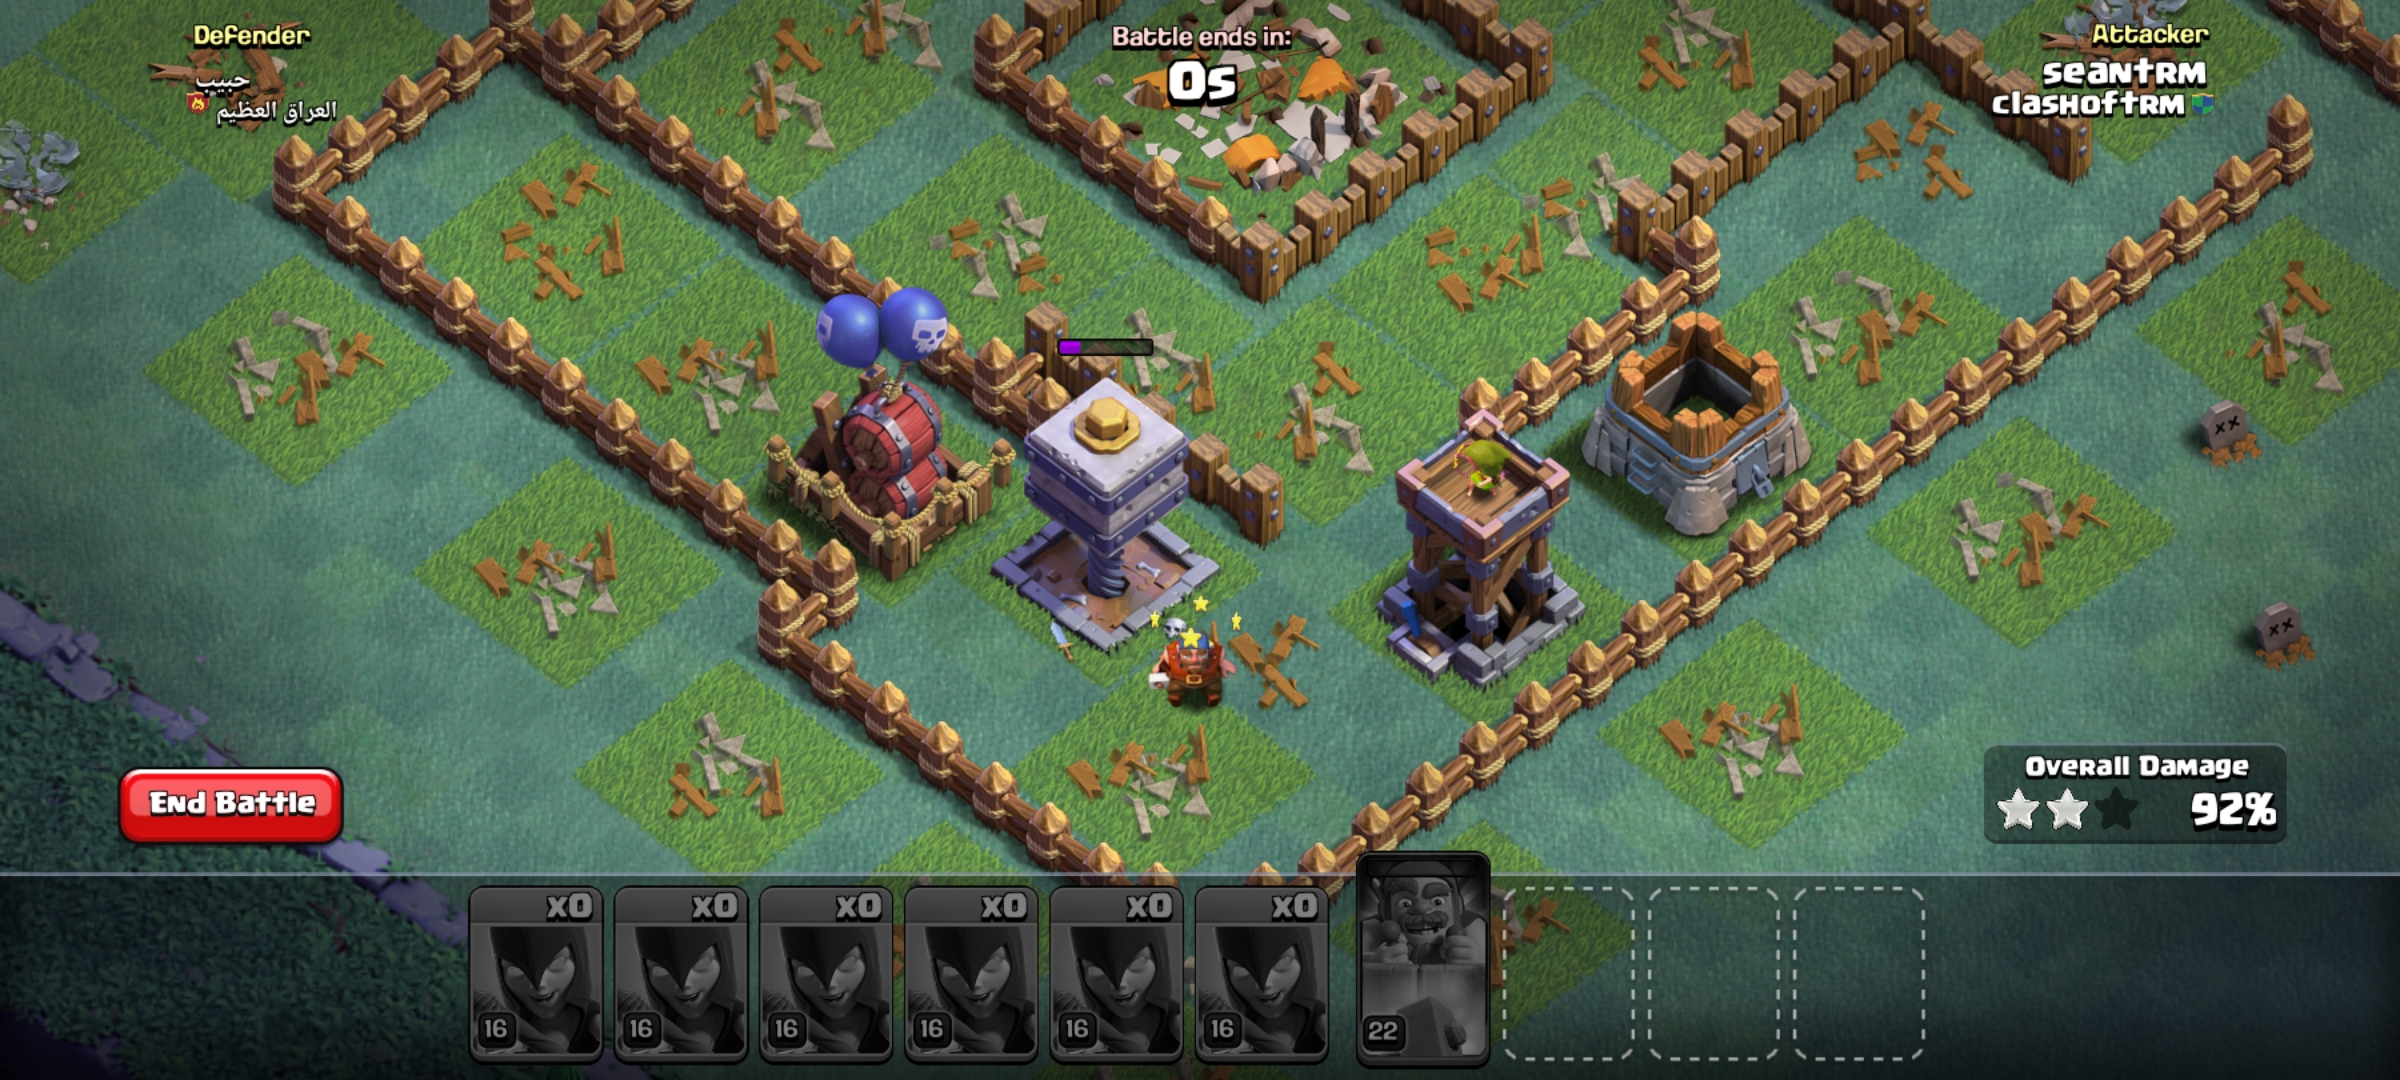 Defender
حبيب
العراق العظيم
Battle ends in:
0s
Attacker
seantRM
clashoftRM
End Battle
Overall Damage
92%
x0
x0
x0
x0
x0
x0
16
16
16
16
16
16
22